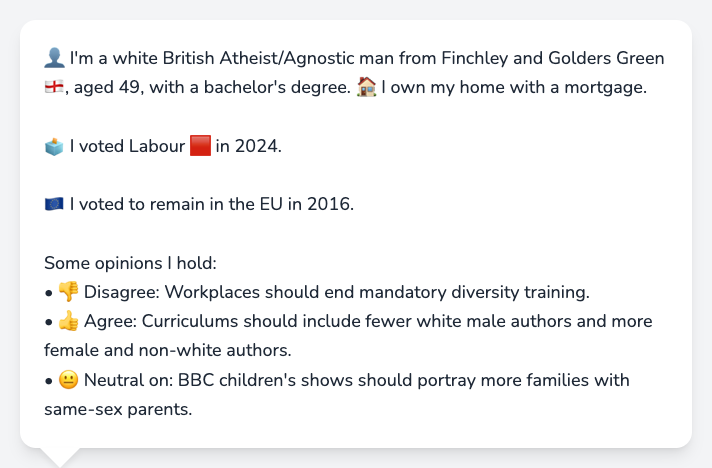 👤 I'm a white British Atheist/Agnostic man from Finchley and Golders Green
🏴󠁧󠁢󠁥󠁮󠁧󠁿, aged 49, with a bachelor's degree. 🏠 I own my home with a mortgage.
🗳️ I voted Labour 🟥 in 2024.
🇪🇺 I voted to remain in the EU in 2016.
Some opinions I hold:
• 👎 Disagree: Workplaces should end mandatory diversity training.
• 👍 Agree: Curriculums should include fewer white male authors and more
female and non-white authors.
• 😐 Neutral on: BBC children's shows should portray more families with
same-sex parents.